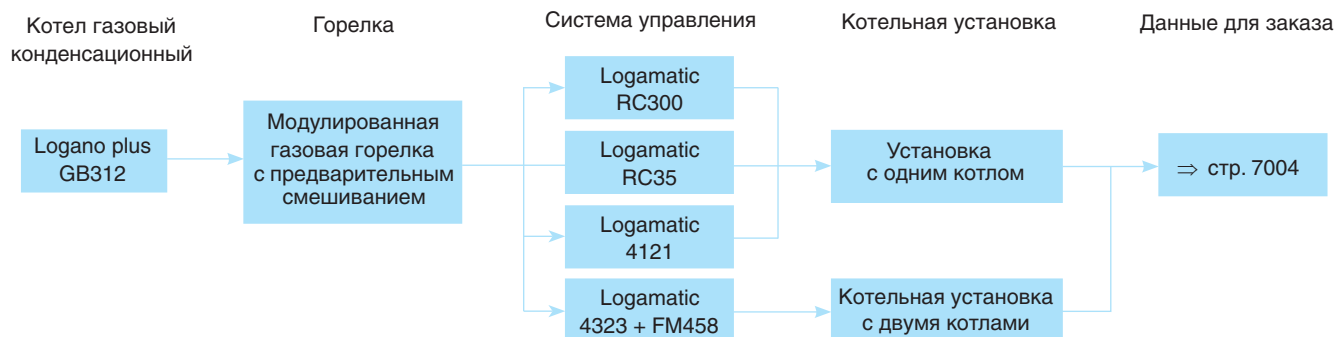 Котел газовый
конденсационный
Горелка
Система управления
Котельная установка
Данные для заказа
Logano plus
GB312
Модулированная
газовая горелка
с предварительным
смешиванием
Logamatic
RC300
Logamatic
RC35
Logamatic
4121
Logamatic
4323 + FM458
Установка
с одним котлом
Котельная установка
с двумя котлами
⇒ стр. 7004